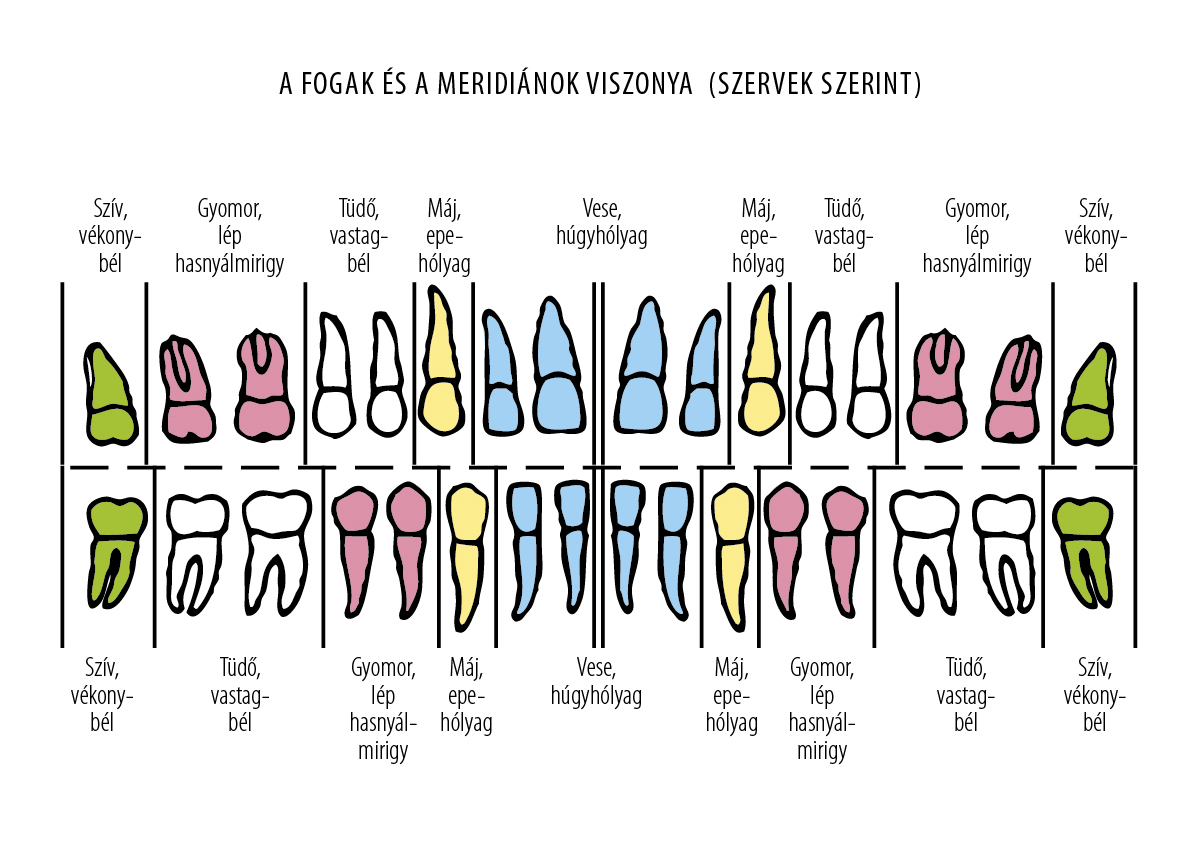 A FOGAK ÉS A MERIDIÁNOK VISZONYA (SZERVEK SZERINT)
Szív,
vékony-
bél
Gyomor,
lép
hasnyálmirigy
Tüdő,
vastag-
bél
Máj,
epe-
hólyag
Vese,
húgyhólyag
Máj,
epe-
hólyag
Tüdő,
vastag-
bél
Gyomor,
lép
hasnyálmirigy
Szív,
vékony-
bél
Szív,
vékony-
bél
Tüdő,
vastag-
bél
Gyomor,
lép
hasnyál-
mirigy
Máj,
epe-
hólyag
Vese,
húgyhólyag
Máj,
epe-
hólyag
Gyomor,
lép
hasnyál-
mirigy
Tüdő,
vastag-
bél
Szív,
vékony-
bél